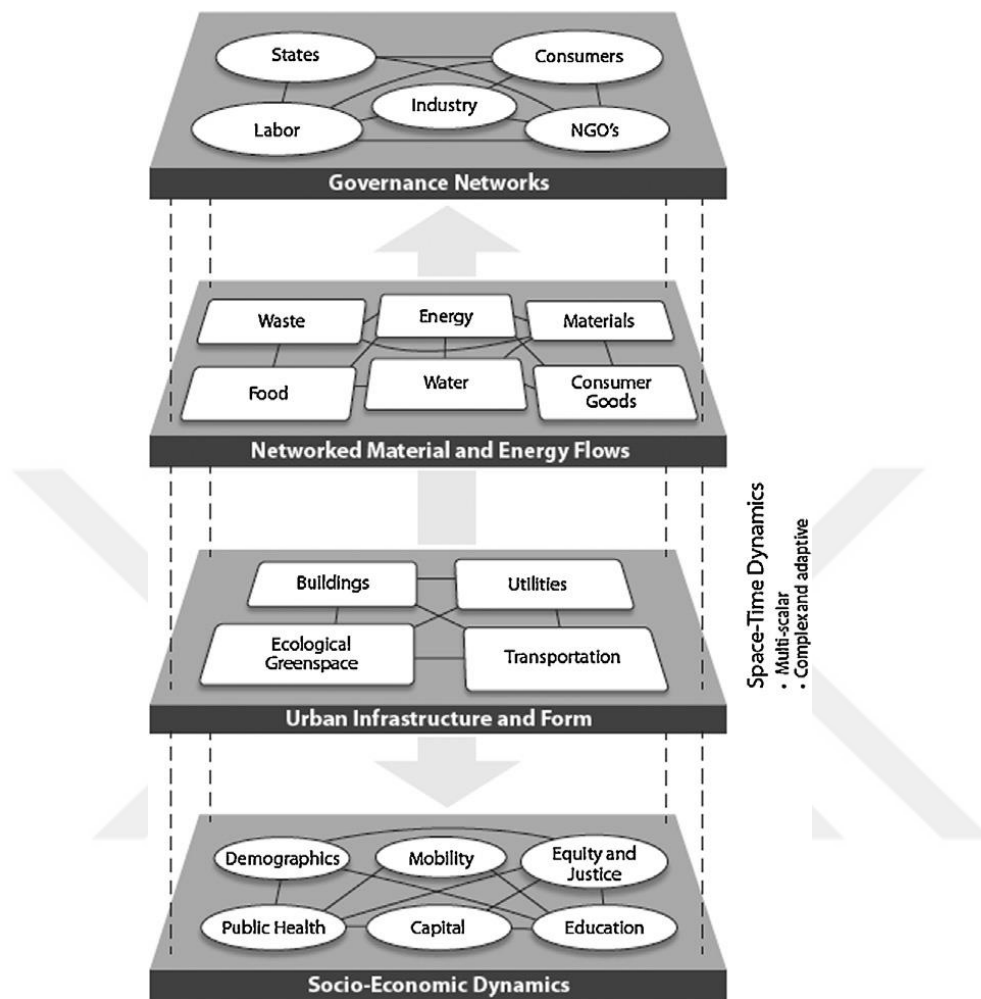 States
Consumers
Industry
Labor
NGO's
Governance Networks
Waste
Energy
Materials
Food
Water
Consumer
Goods
Networked Material and Energy Flows
Buildings
Utilities
Ecological
Greenspace
Transportation
Urban Infrastructure and Form
Demographics
Mobility
Equity and
Justice
Public Health
Capital
Education
Socio-Economic Dynamics
Space-Time Dynamics
• Multi-scalar
• Complex and adaptive